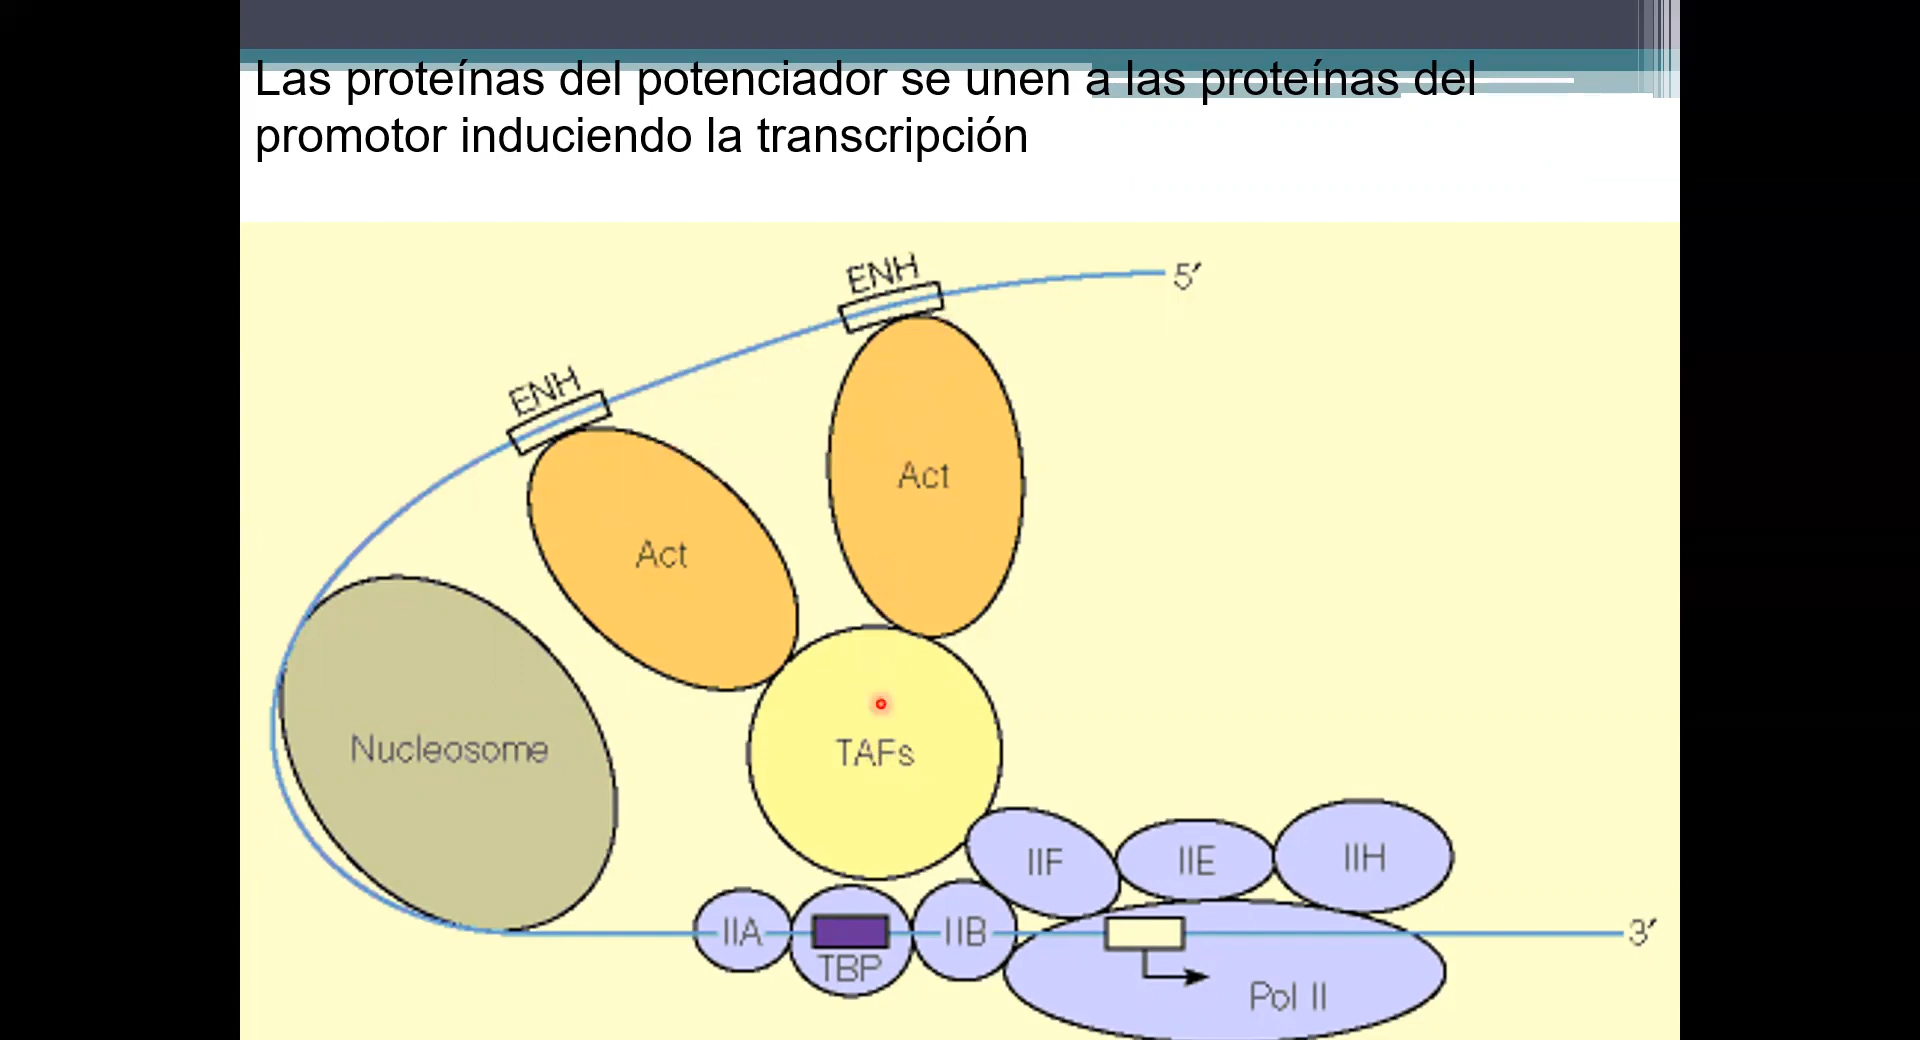 Las proteínas del potenciador se unen a las proteínas del
promotor induciendo la transcripción
ENH
5′
ENH
Act
Act
Nucleosome
TAFs
IIF
IIE
IIH
IIA
TBP
IIB
3′
Pol II